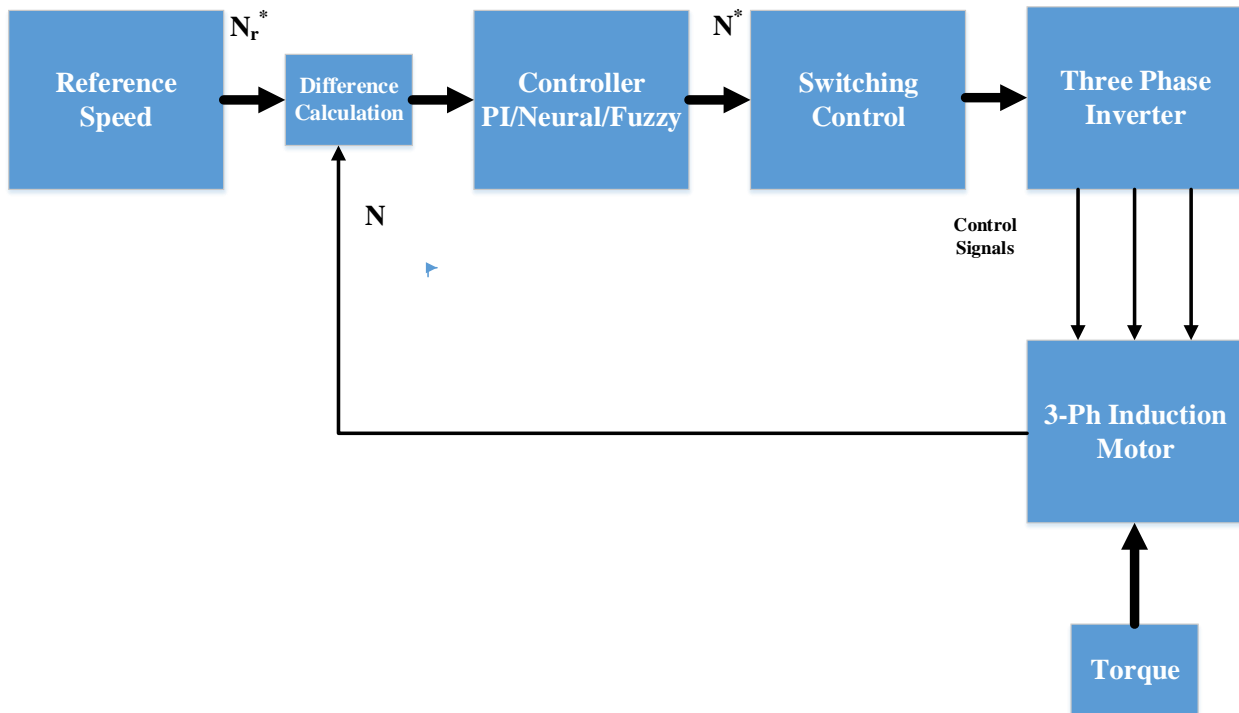 N_r^*
N^*
Reference
Speed
Difference
Calculation
Controller
PI/Neural/Fuzzy
Switching
Control
Three Phase
Inverter
N
Control
Signals
3-Ph Induction
Motor
Torque